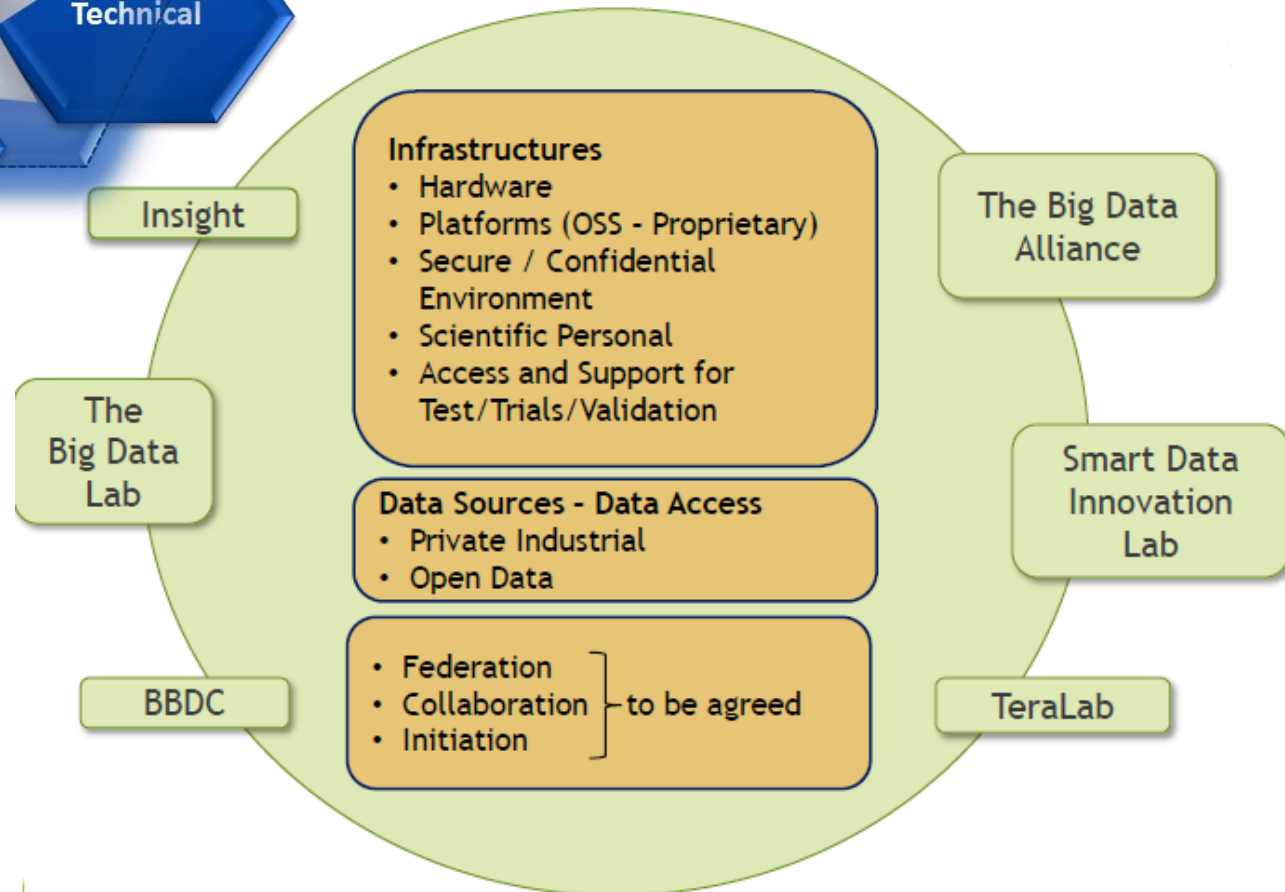 Technical
Infrastructures
• Hardware
• Platforms (OSS - Proprietary)
• Secure / Confidential
Environment
• Scientific Personal
• Access and Support for
Test/Trials/Validation
Data Sources - Data Access
• Private Industrial
• Open Data
• Federation
• Collaboration
• Initiation
to be agreed
Insight
The
Big Data
Lab
BBDC
The Big Data
Alliance
Smart Data
Innovation
Lab
TeraLab